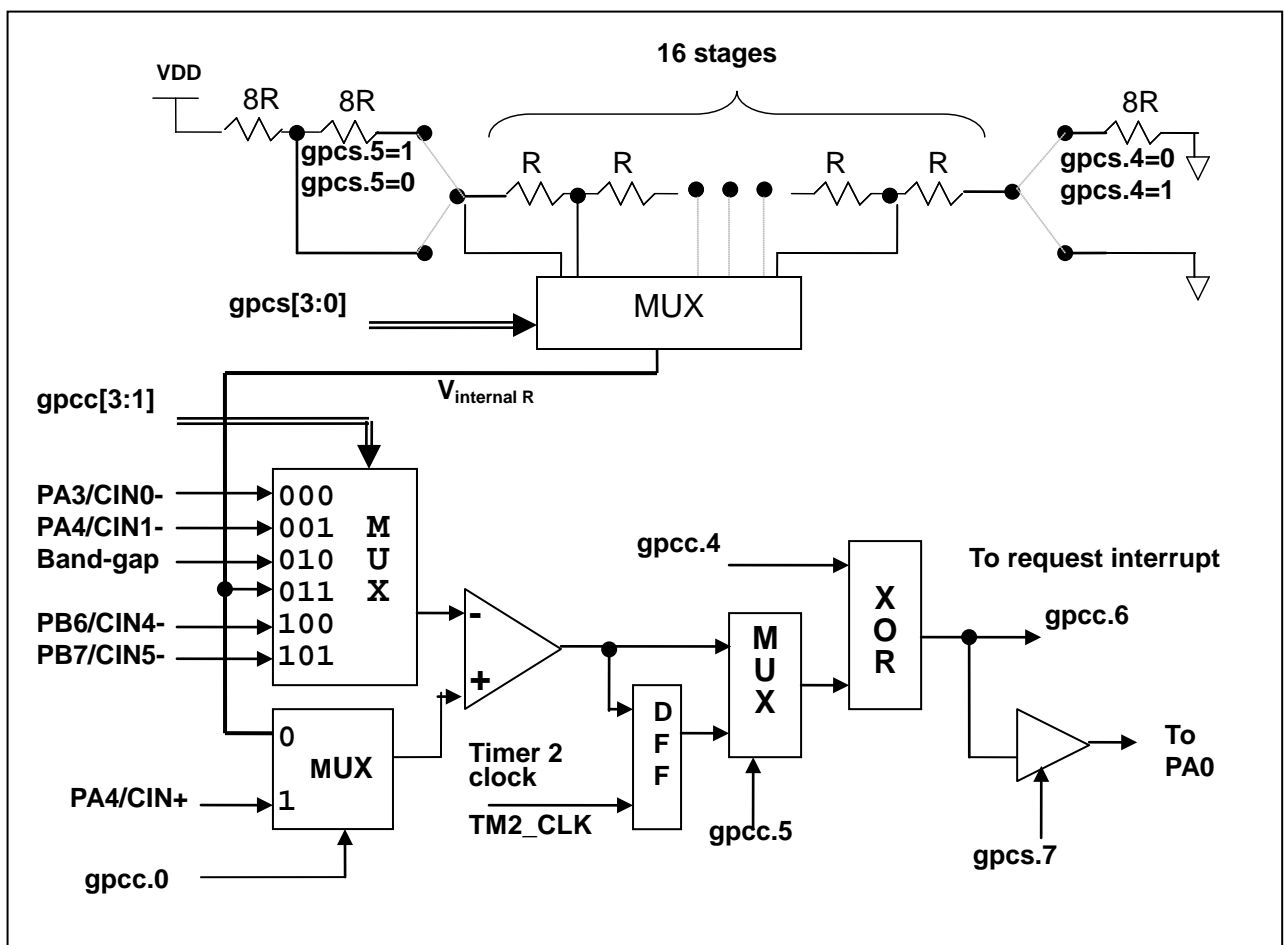 16 stages
VDD
8R
8R
8R
gpcs.5=1
gpcs.5=0
gpcs.4=0
gpcs.4=1
R
R
R
R
gpcs[3:0]
MUX
V internal R
gpcc[3:1]
PA3/CIN0-
PA4/CIN1-
Band-gap
PB6/CIN4-
PB7/CIN5-
000
001
010
011
100
101
M
U
X
-
+
gpcc.4
To request interrupt
X
O
R
gpcc.6
M
U
X
D
F
F
Timer 2
clock
TM2_CLK
gpcc.5
To
PA0
gpcs.7
0
1
MUX
PA4/CIN+
gpcc.0